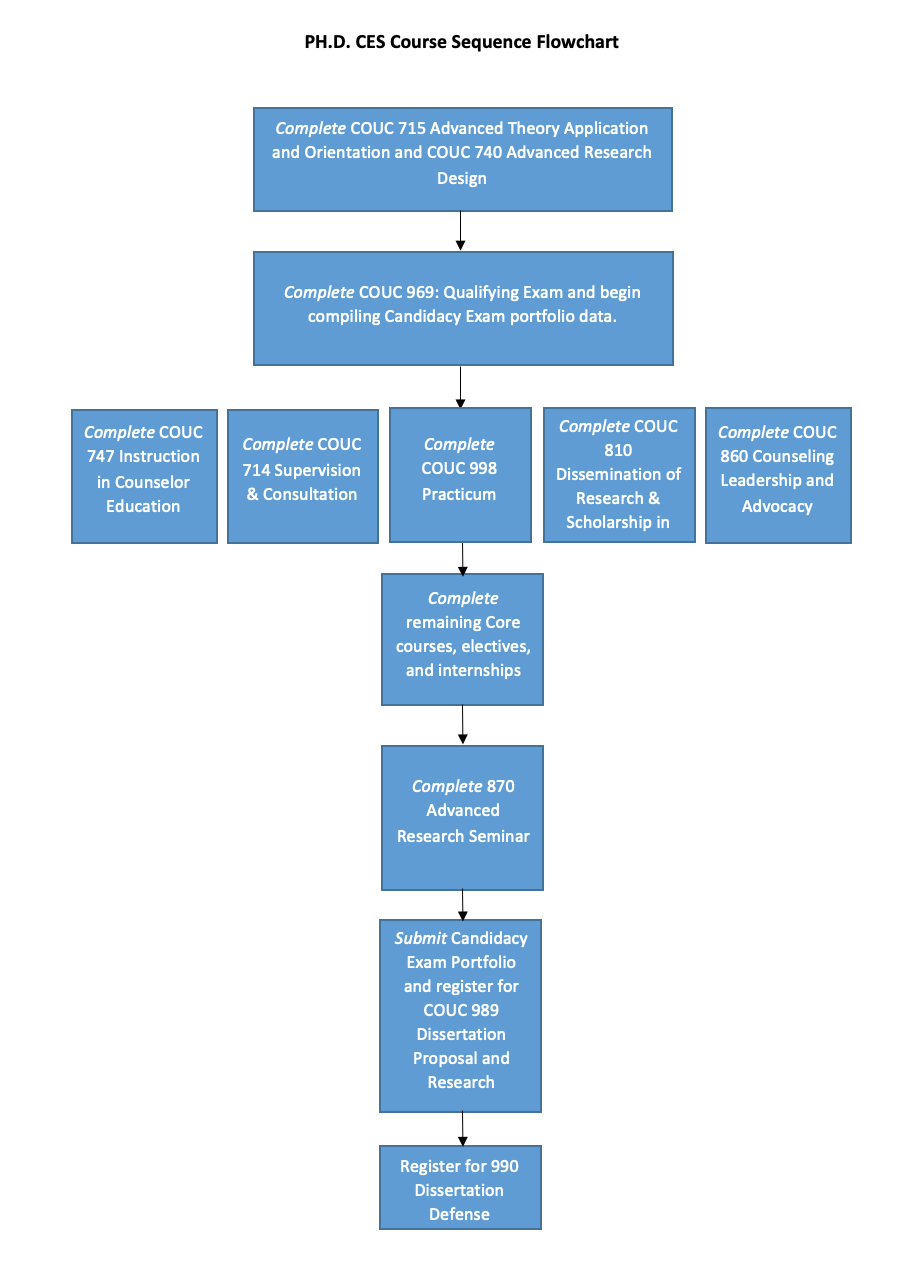 PH.D. CES Course Sequence Flowchart
Complete COUC 715 Advanced Theory Application
and Orientation and COUC 740 Advanced Research
Design
Complete COUC 969: Qualifying Exam and begin
compiling Candidacy Exam portfolio data.
Complete COUC
747 Instruction
in Counselor
Education
Complete COUC
714 Supervision
& Consultation
Complete
COUC 998
Practicum
Complete COUC
810
Dissemination of
Research &
Scholarship in
Complete COUC
860 Counseling
Leadership and
Advocacy
Complete
remaining Core
courses, electives,
and internships
Complete 870
Advanced
Research Seminar
Submit Candidacy
Exam Portfolio
and register for
COUC 989
Dissertation
Proposal and
Research
Register for 990
Dissertation
Defense